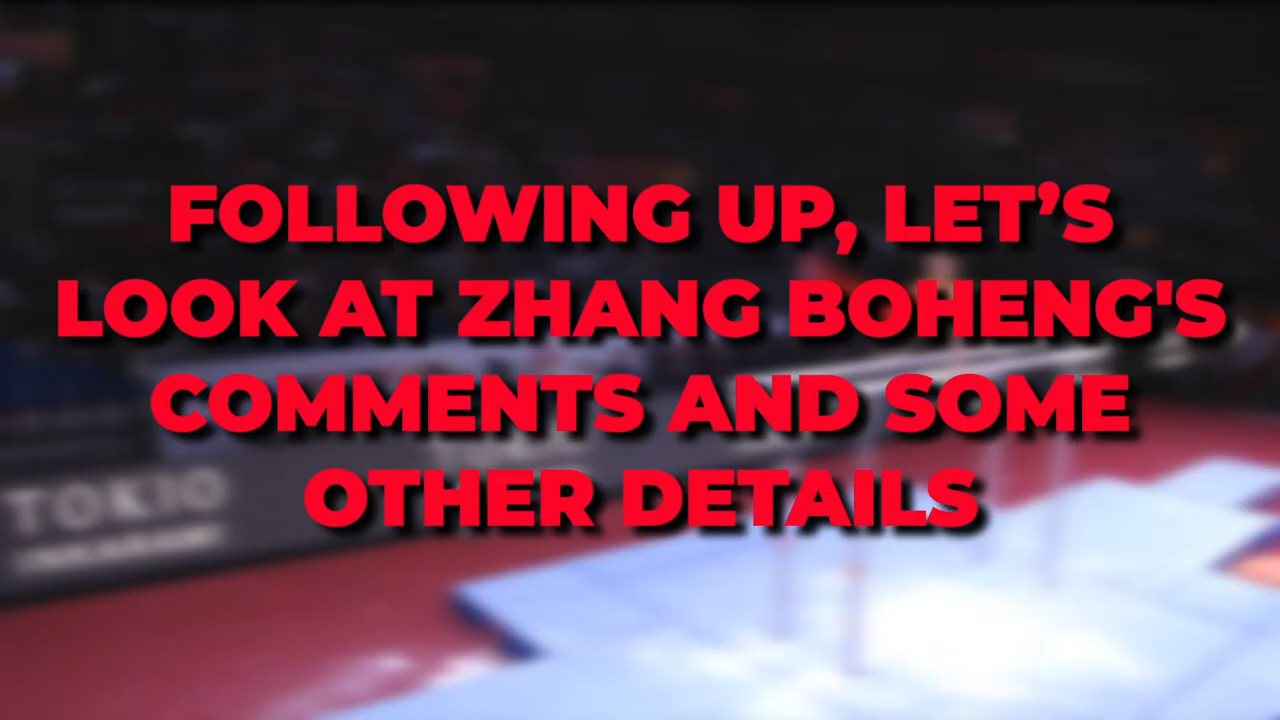 FOLLOWING UP, LET’S
LOOK AT ZHANG BOHENG'S
COMMENTS AND SOME
OTHER DETAILS
TOKIO